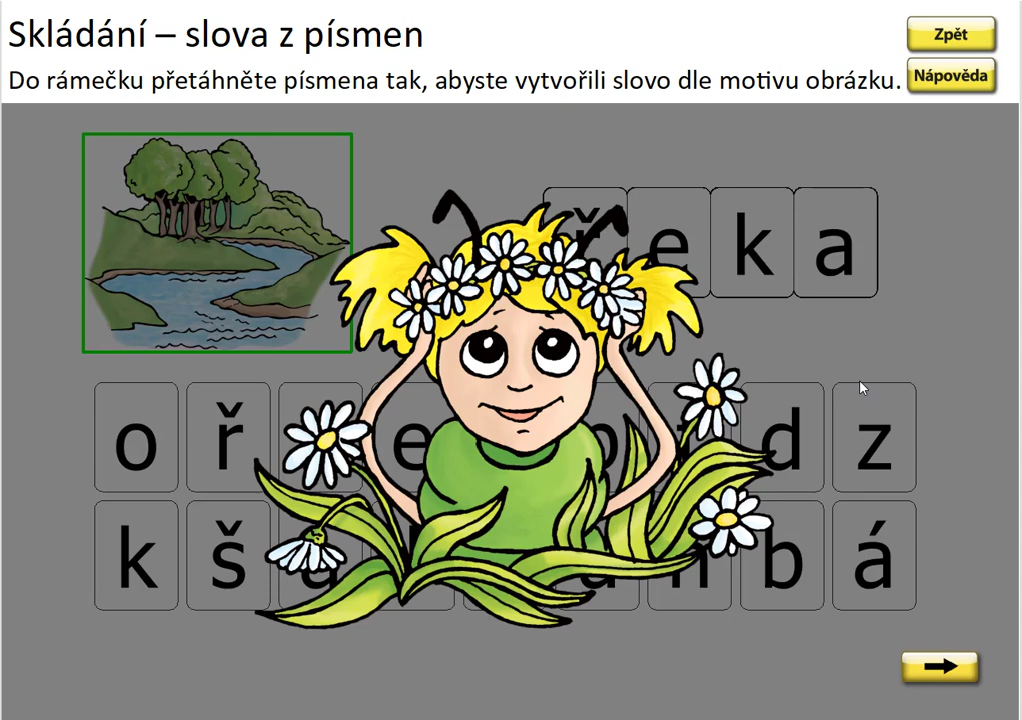 Skládání – slova z písmen
Zpět
Do rámečku přetáhněte písmena tak, abyste vytvořili slovo dle motivu obrázku.
Nápověda
ř e k a
o ř e d z
k š b á